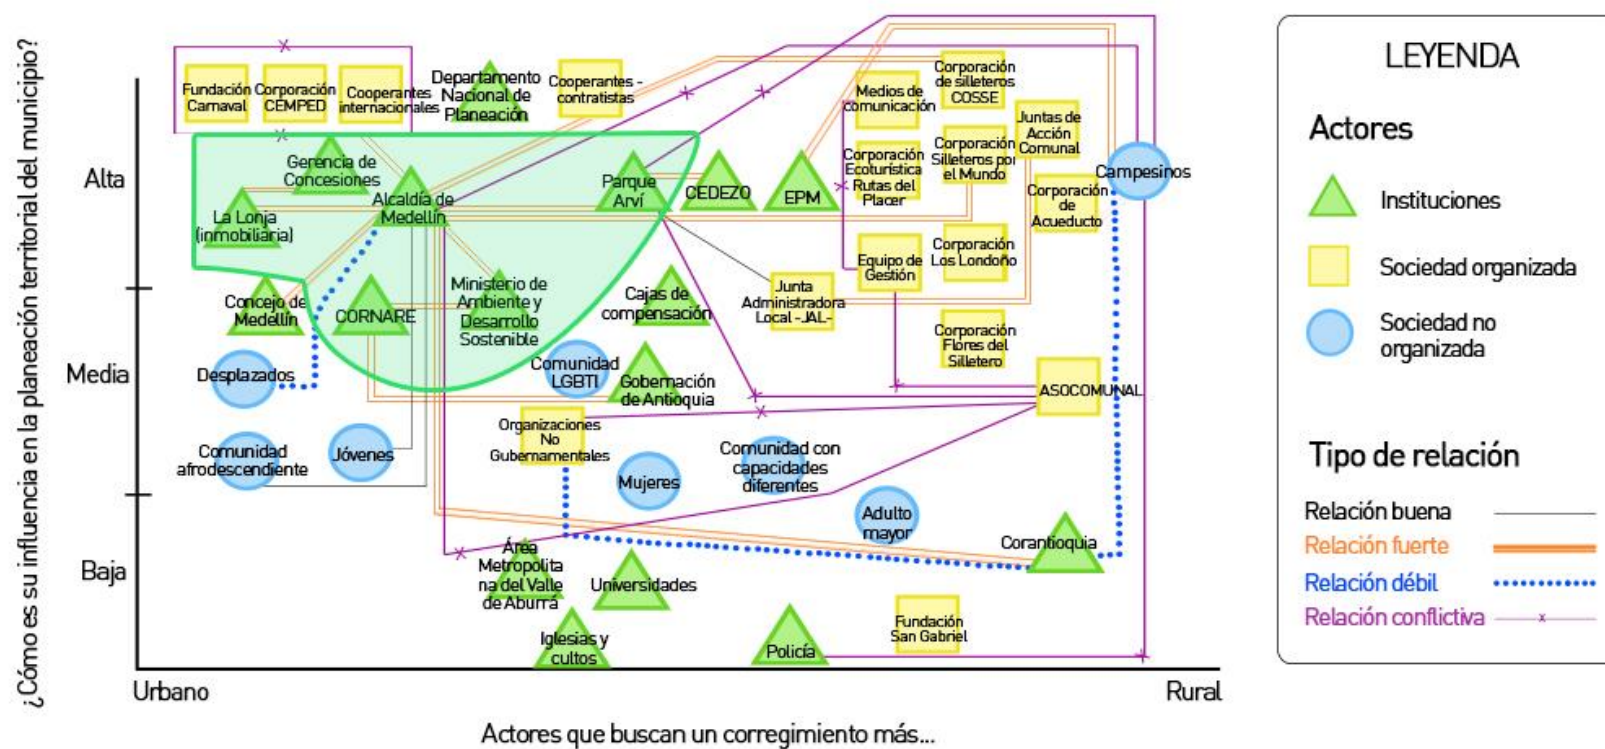 ¿Cómo es su influencia en la planeación territorial del municipio?
Alta
Media
Baja
Urbano
Rural
Actores que buscan un corregimiento más...
Fundación
Carnaval
Corporación
CEMPED
Cooperantes
internacionales
Departamento
Nacional de
Planeación
Cooperantes -
contratistas
Medios de
comunicación
Corporación
de silleteros
COSSE
Juntas de
Acción
Comunal
Campesinos
Gerencia de
Concesiones
La Lonja
(inmobiliaria)
Alcaldía de
Medellín
Parque
Arví
CEDEZO
EPM
Corporación
Ecoturística
Rutas del
Placer
Corporación
Silleteros por
el Mundo
Corporación
de
Acueducto
Equipo de
Gestión
Corporación
Los Londoño
Concejo de
Medellín
CORNARE
Ministerio de
Ambiente y
Desarrollo
Sostenible
Cajas de
compensación
Junta
Administradora
Local -JAL-
Corporación
Flores del
Silletero
Desplazados
Comunidad
LGBTI
Gobernación
de Antioquia
ASOCOMUNAL
Comunidad
afrodescendiente
Jóvenes
Organizaciones
No
Gubernamentales
Mujeres
Comunidad con
capacidades
diferentes
Adulto
mayor
Corantioquia
Área
Metropolita
na del Valle
de Aburrá
Universidades
Iglesias y
cultos
Policía
Fundación
San Gabriel
LEYENDA
Actores
Instituciones
Sociedad organizada
Sociedad no
organizada
Tipo de relación
Relación buena
Relación fuerte
Relación débil
Relación conflictiva